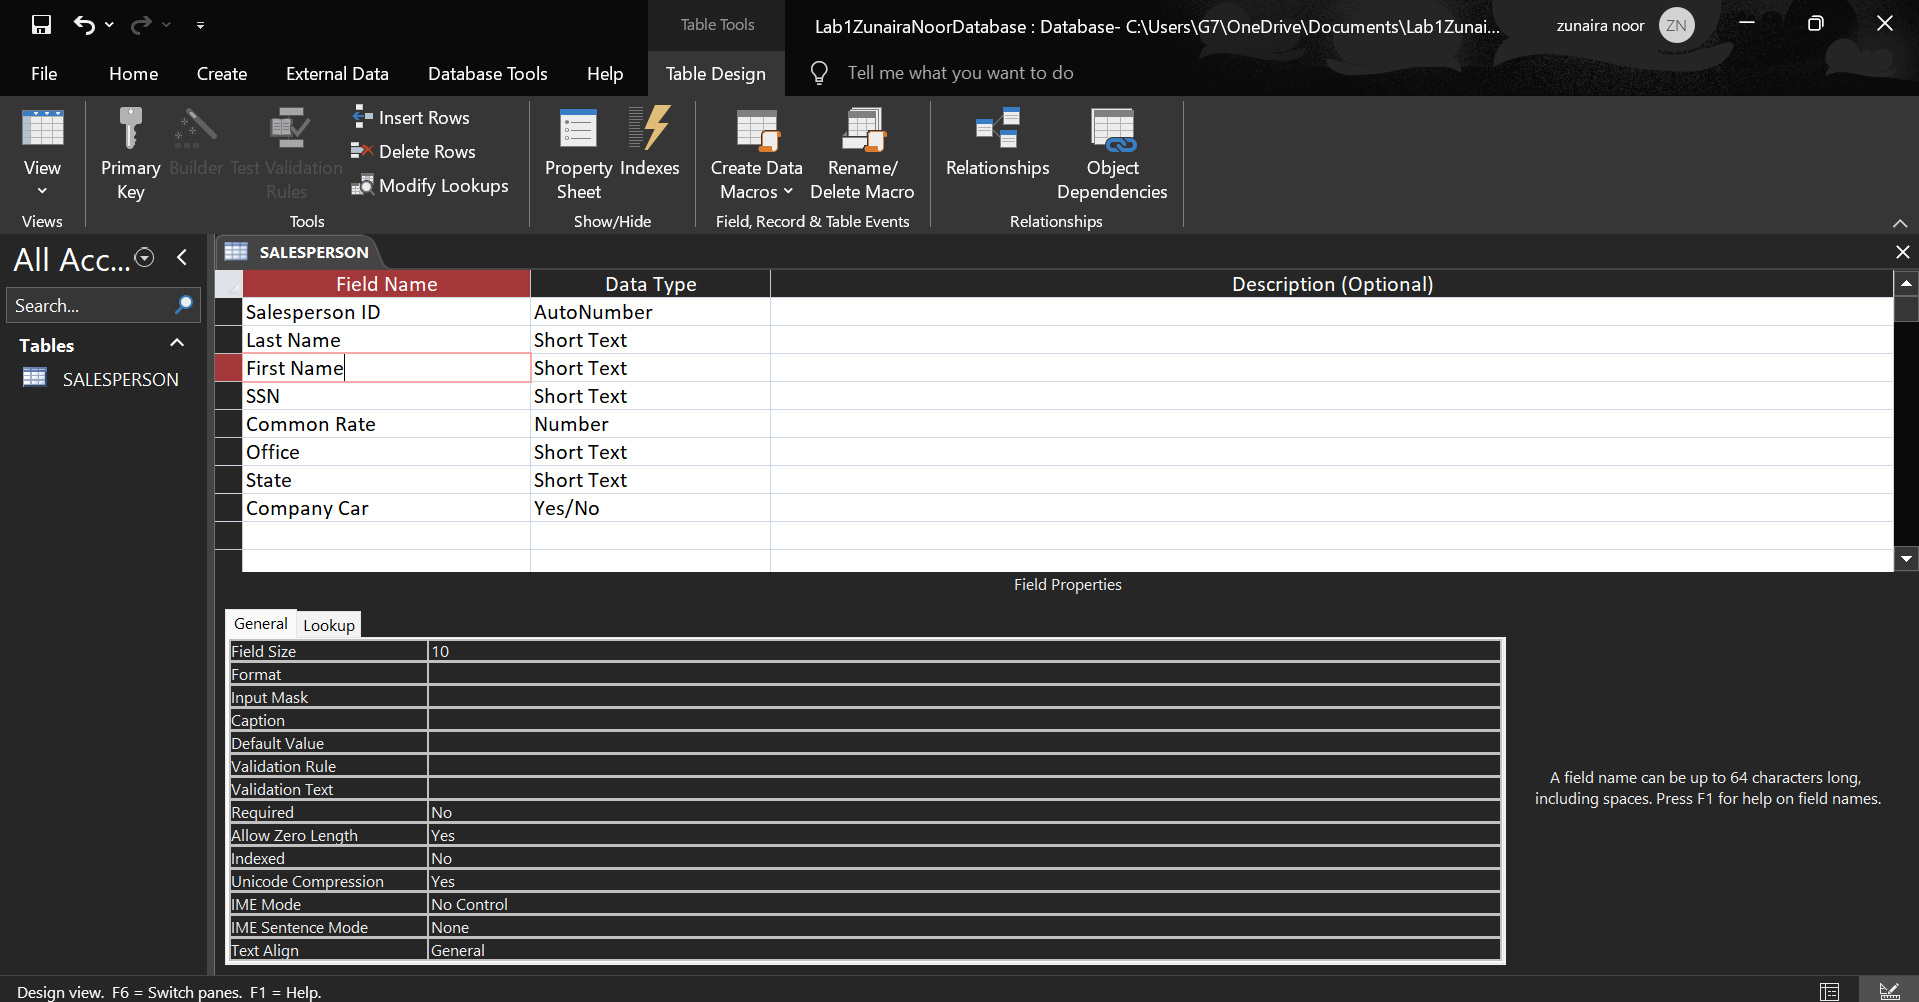 Table Tools
Lab1ZunairaNoorDatabase : Database- C:\Users\G7\OneDrive\Documents\Lab1Zunai...
zunaira noor
ZN
File Home Create External Data Database Tools Help Table Design Tell me what you want to do
View
Views
Primary
Key
Builder
Test Validation
Rules
Insert Rows
Delete Rows
Modify Lookups
Tools
Property
Sheet
Indexes
Show/Hide
Create Data
Macros
Rename/
Delete Macro
Field, Record & Table Events
Relationships
Object
Dependencies
Relationships
All Acc...
Search...
Tables
SALESPERSON
SALESPERSON
Field Name Data Type Description (Optional)
Salesperson ID AutoNumber
Last Name Short Text
First Name Short Text
SSN Short Text
Common Rate Number
Office Short Text
State Short Text
Company Car Yes/No
Field Properties
General Lookup
Field Size 10
Format
Input Mask
Caption
Default Value
Validation Rule
Validation Text
Required No
Allow Zero Length Yes
Indexed No
Unicode Compression Yes
IME Mode No Control
IME Sentence Mode None
Text Align General
A field name can be up to 64 characters long,
including spaces. Press F1 for help on field names.
Design view. F6 = Switch panes. F1 = Help.